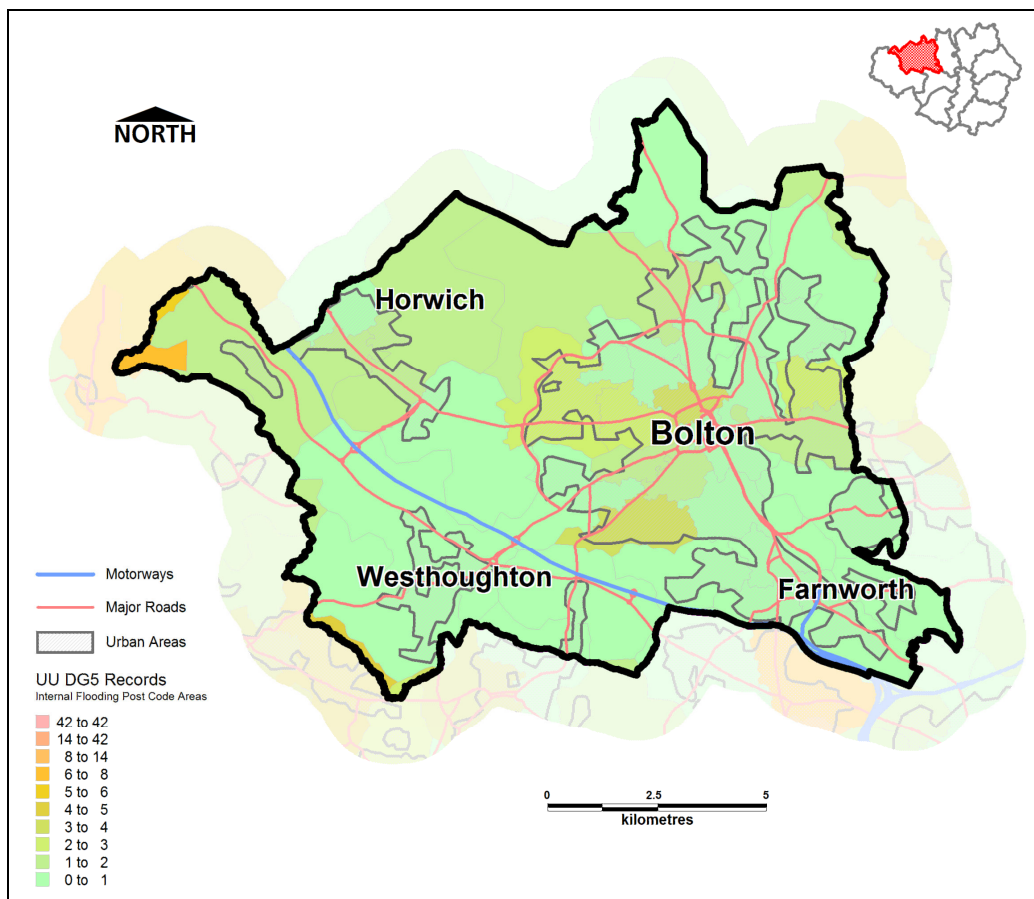 NORTH
Horwich
Bolton
Westhoughton
Farnworth
Motorways
Major Roads
Urban Areas
UU DG5 Records
Internal Flooding Post Code Areas
42 to 42
14 to 42
8 to 14
6 to 8
5 to 6
4 to 5
3 to 4
2 to 3
1 to 2
0 to 1
0 2.5 5
kilometres